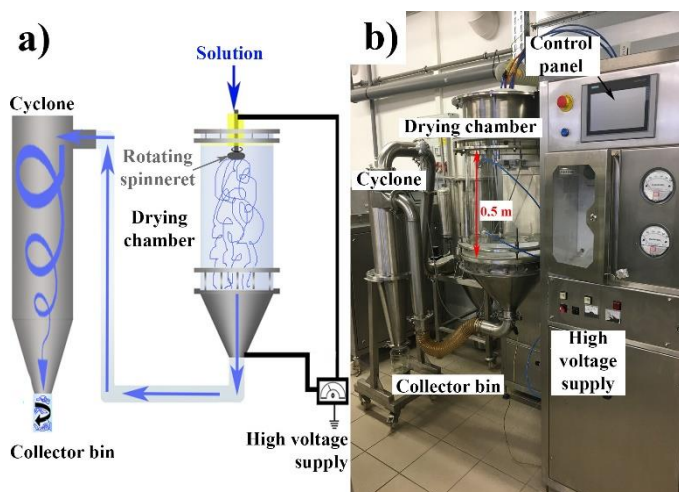 a)
Solution
Cyclone
Rotating
spinneret
Drying
chamber
Collector bin
High voltage
supply
b)
Control
panel
Drying chamber
Cyclone
0.5 m
High
voltage
supply
Collector bin